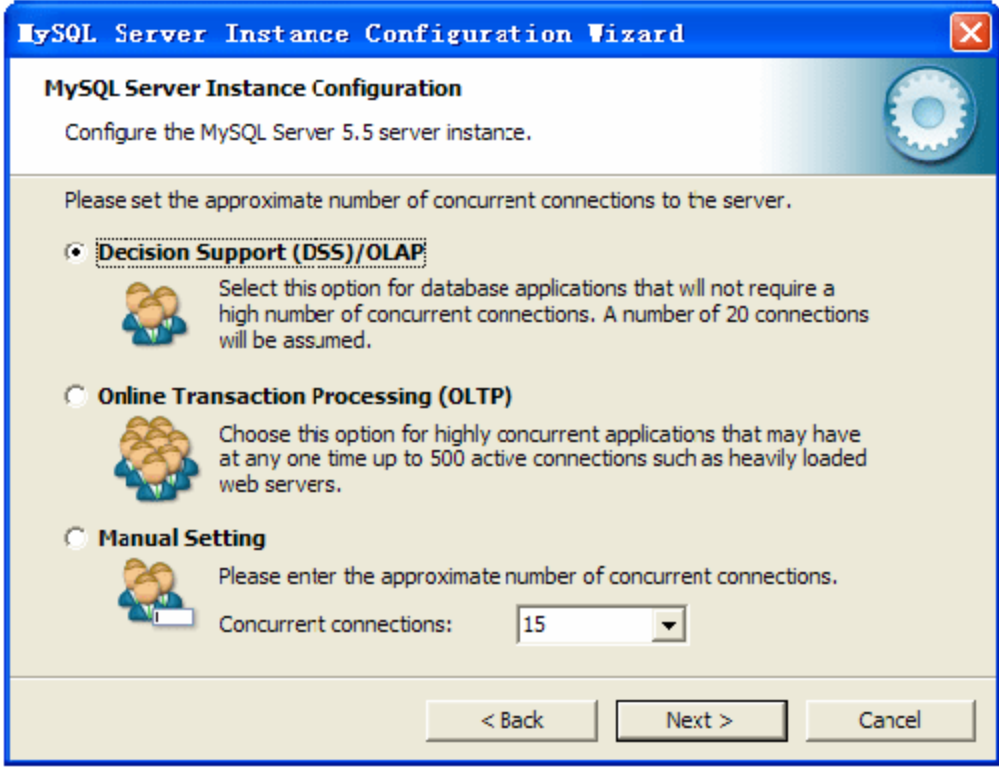 MySQL Server Instance Configuration Wizard
MySQL Server Instance Configuration
Configure the MySQL Server 5.5 server instance.
Please set the approximate number of concurrent connections to the server.
Decision Support (DSS)/OLAP
Select this option for database applications that will not require a
high number of concurrent connections. A number of 20 connections
will be assumed.
Online Transaction Processing (OLTP)
Choose this option for highly concurrent applications that may have
at any one time up to 500 active connections such as heavily loaded
web servers.
Manual Setting
Please enter the approximate number of concurrent connections.
Concurrent connections: 15
< Back Next > Cancel